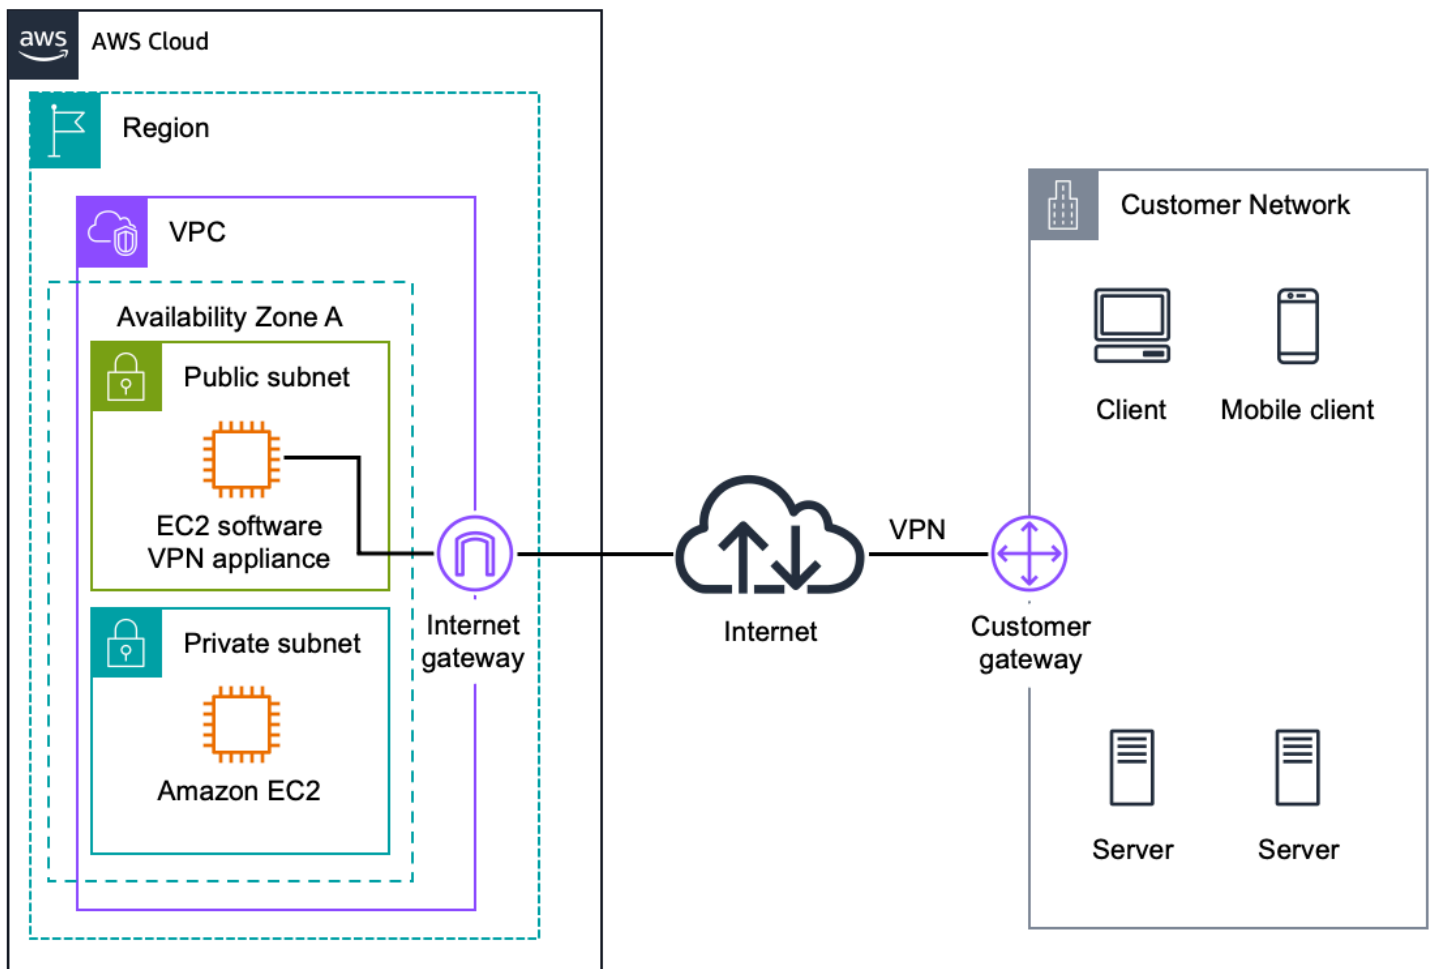 aws
AWS Cloud
Region
VPC
Availability Zone A
Public subnet
EC2 software
VPN appliance
Private subnet
Amazon EC2
Internet
gateway
Internet
VPN
Customer
gateway
Customer Network
Client
Mobile client
Server
Server